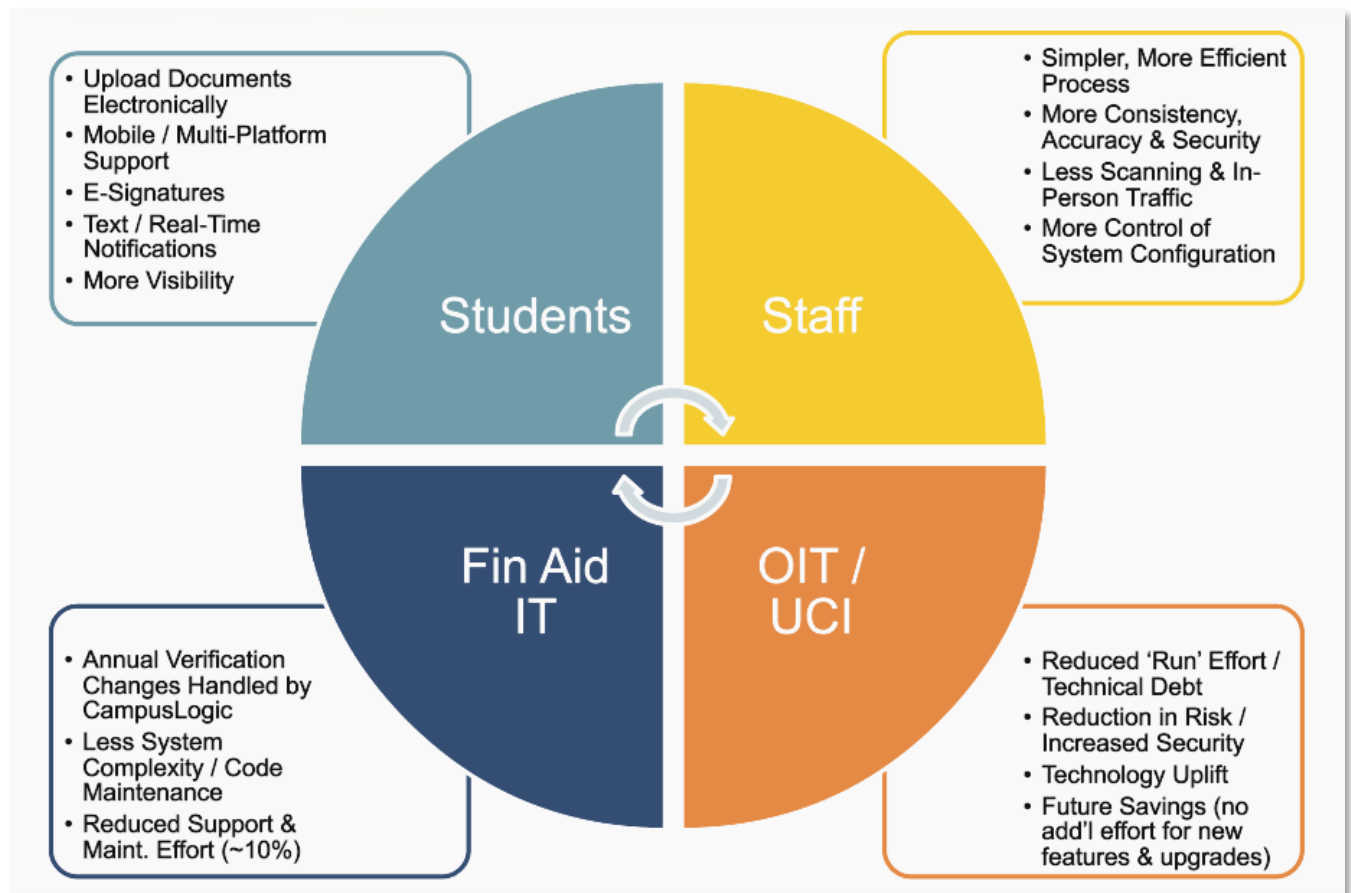 • Upload Documents
Electronically
• Mobile / Multi-Platform
Support
• E-Signatures
• Text / Real-Time
Notifications
• More Visibility
• Simpler, More Efficient
Process
• More Consistency,
Accuracy & Security
• Less Scanning & In-
Person Traffic
• More Control of
System Configuration
Students
Staff
Fin Aid
IT
OIT /
UCI
• Annual Verification
Changes Handled by
CampusLogic
• Less System
Complexity / Code
Maintenance
• Reduced Support &
Maint. Effort (~10%)
• Reduced ‘Run’ Effort /
Technical Debt
• Reduction in Risk /
Increased Security
• Technology Uplift
• Future Savings (no
add’l effort for new
features & upgrades)